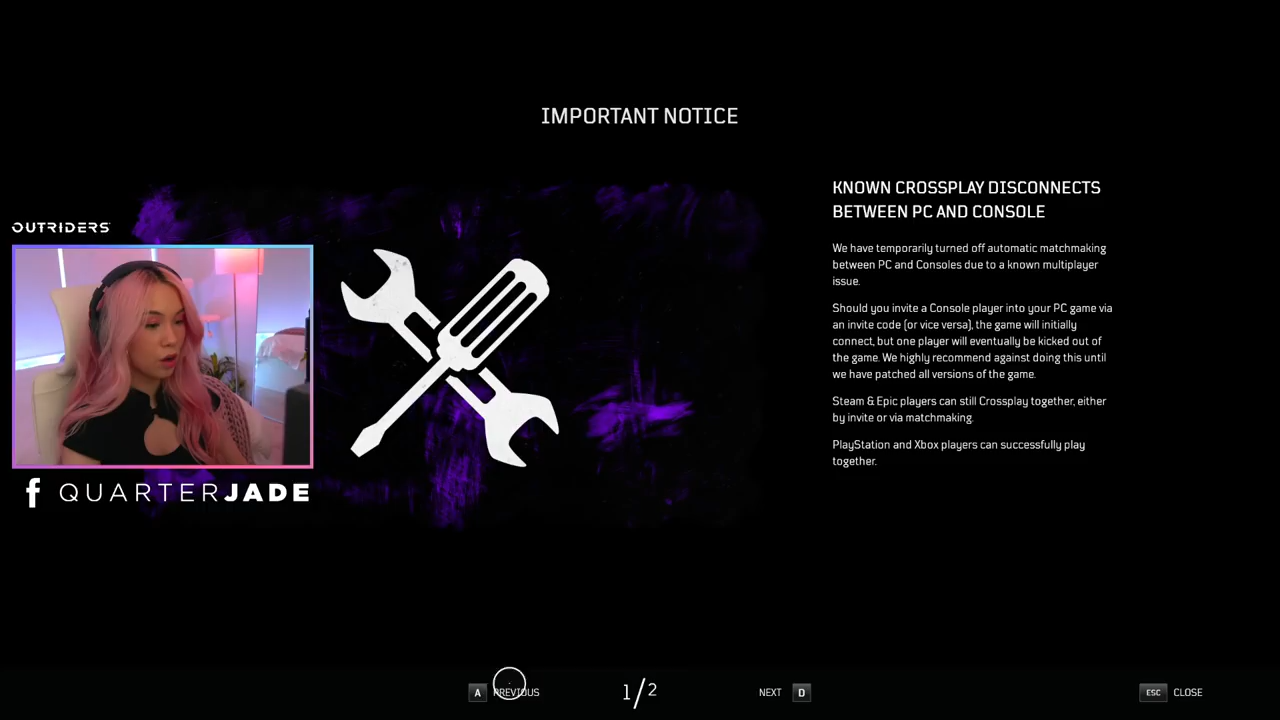 IMPORTANT NOTICE
OUTRIDERS
QUARTERJADE
KNOWN CROSSPLAY DISCONNECTS
BETWEEN PC AND CONSOLE
We have temporarily turned off automatic matchmaking
between PC and Consoles due to a known multiplayer
issue.
Should you invite a Console player into your PC game via
an invite code (or vice versa), the game will initially
connect, but one player will eventually be kicked out of
the game. We highly recommend against doing this until
we have patched all versions of the game.
Steam & Epic players can still Crossplay together, either
by invite or via matchmaking.
PlayStation and Xbox players can successfully play
together.
A PREVIOUS 1/2 NEXT D ESC CLOSE